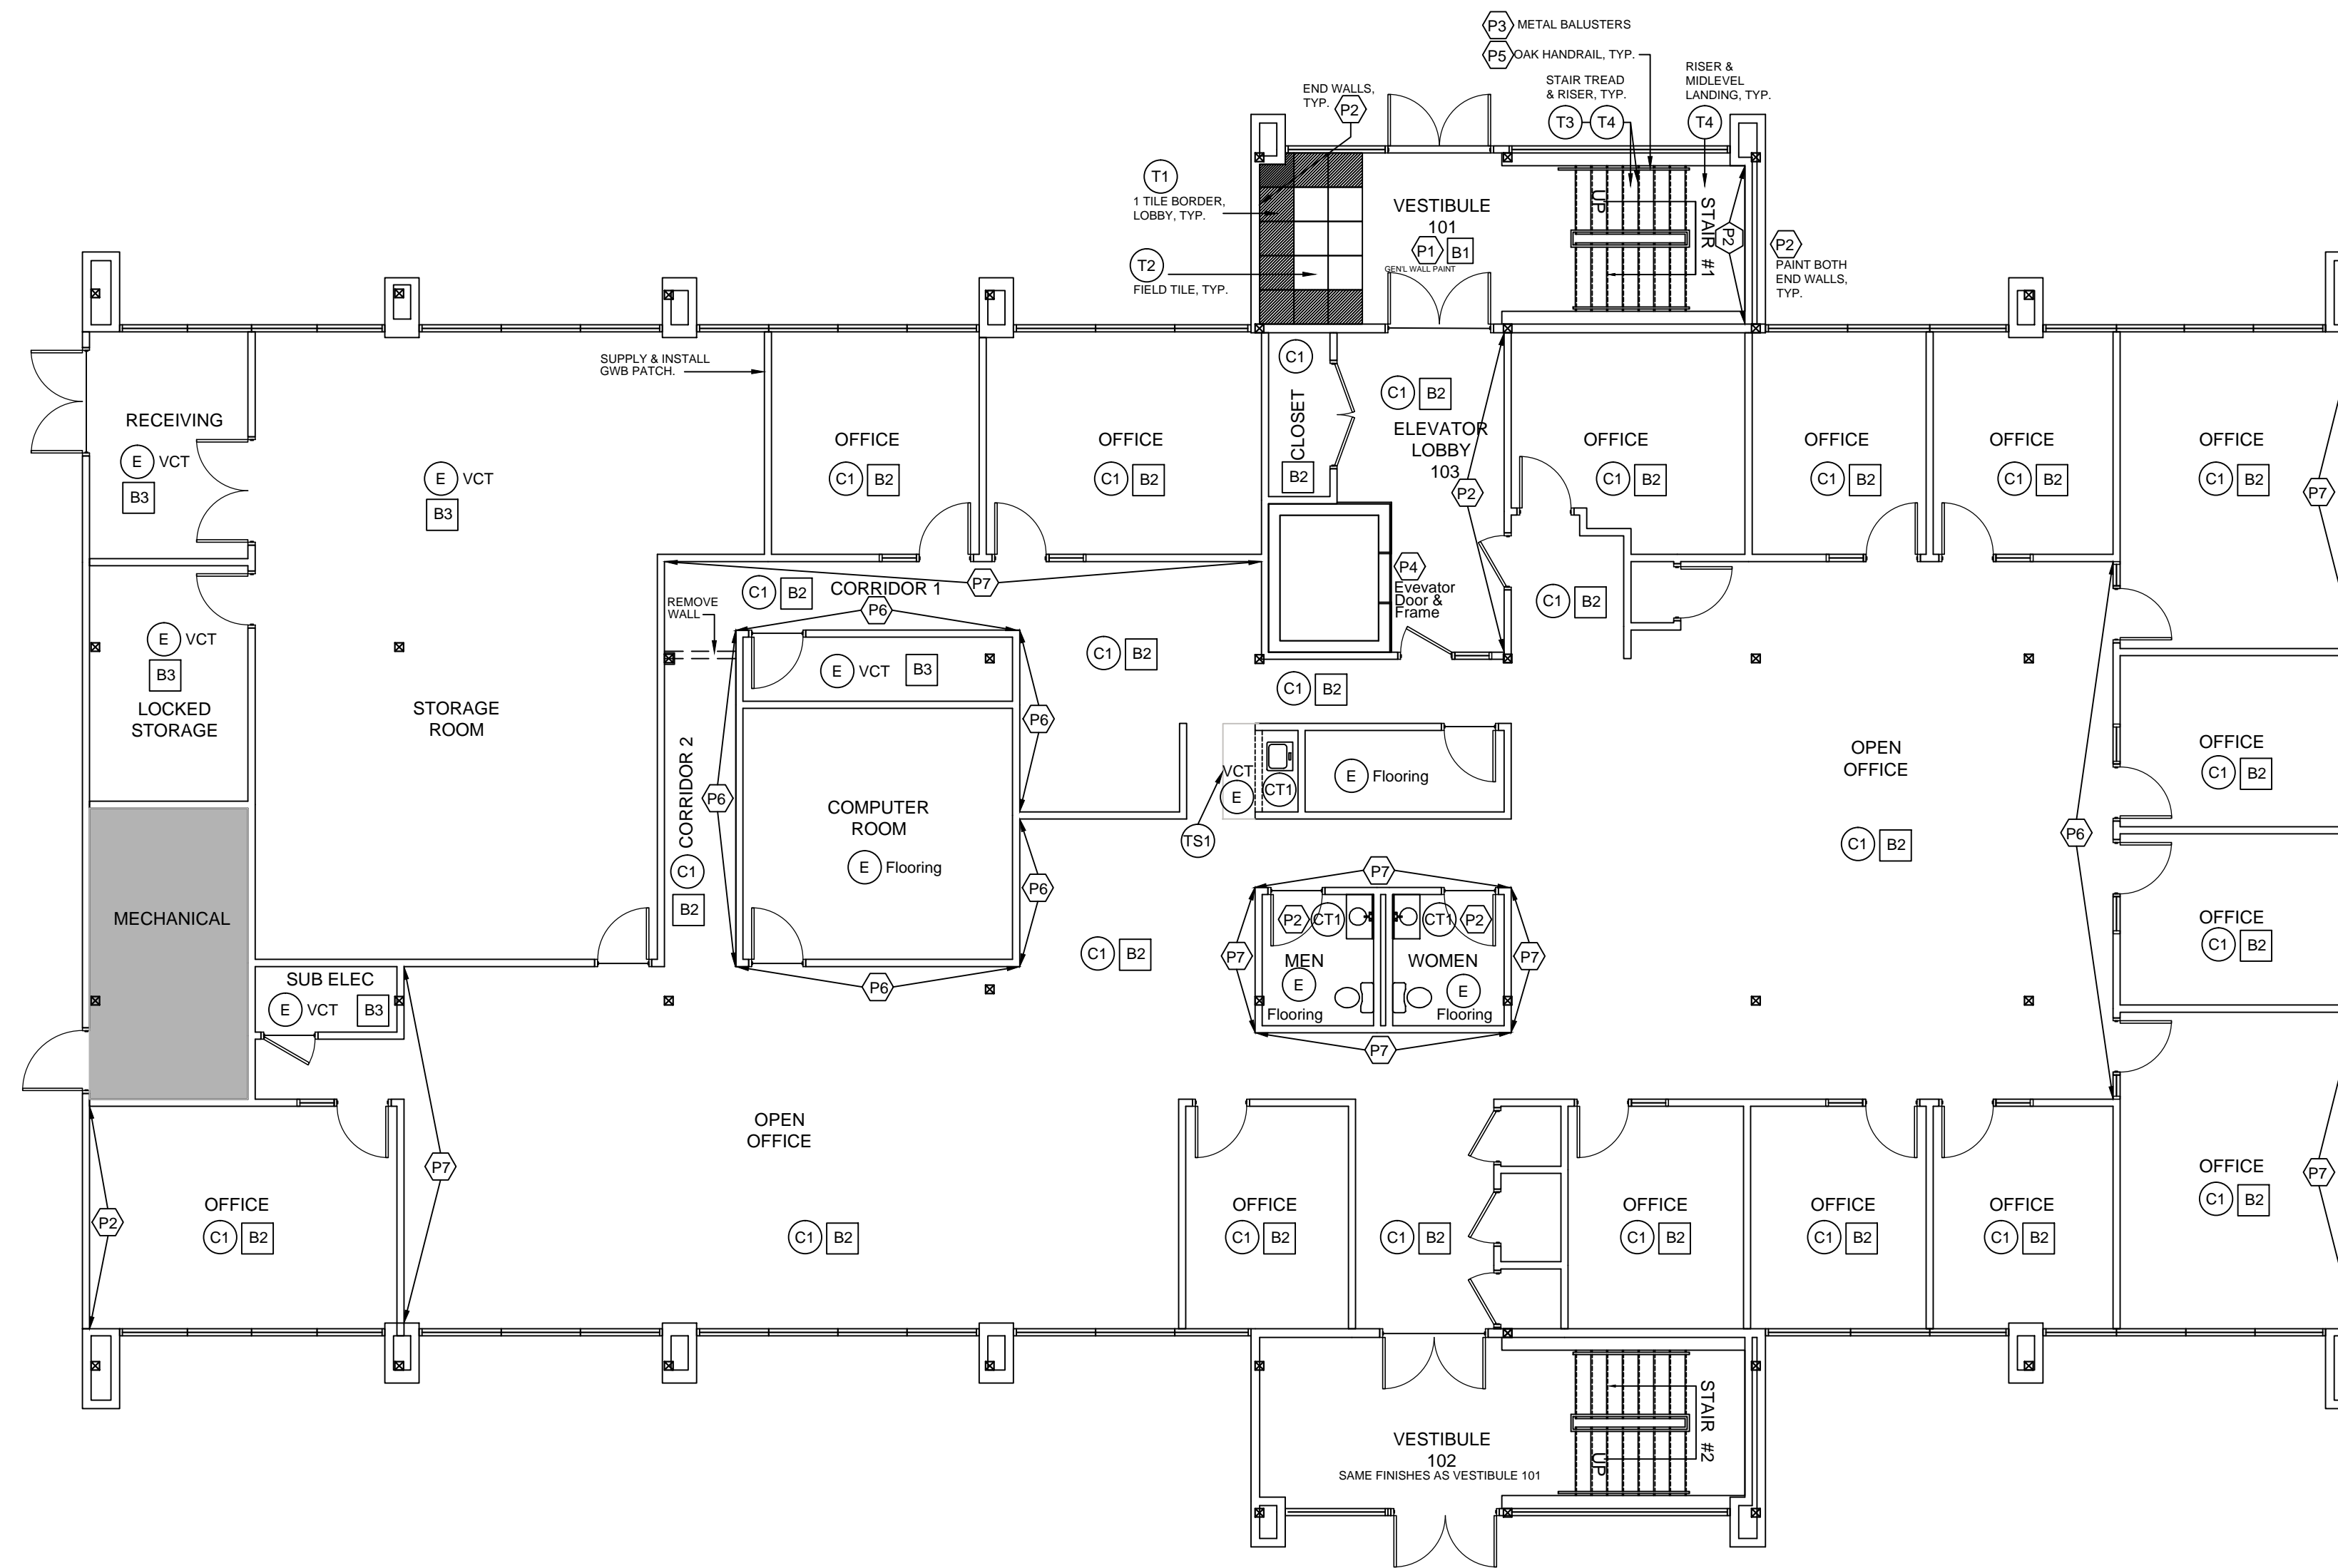 P3 METAL BALUSTERS
P5 OAK HANDRAIL, TYP.
STAIR TREAD
& RISER, TYP.
T3 T4
RISER &
MIDLEVEL
LANDING, TYP.
T4
END WALLS,
TYP.
P2
T1
1 TILE BORDER,
LOBBY, TYP.
T2
FIELD TILE, TYP.
VESTIBULE
101
P1 B1
GEN'L WALL PAINT
UP
STAIR #1
P2
P2
PAINT BOTH
END WALLS,
TYP.
SUPPLY & INSTALL
GWB PATCH.
RECEIVING
E VCT
B3
E VCT
B3
OFFICE
C1 B2
OFFICE
C1 B2
C1
CLOSET
B2
C1 B2
ELEVATOR
LOBBY
103
P2
OFFICE
C1 B2
OFFICE
C1 B2
OFFICE
C1 B2
OFFICE
C1 B2
P7
P4
Evevator
Door &
Frame
C1 B2
C1 B2
CORRIDOR 1
P7
P6
REMOVE
WALL
E VCT
B3
LOCKED
STORAGE
STORAGE
ROOM
E VCT B3
C1 B2
C1 B2
P6
CORRIDOR 2
C1
B2
P6
COMPUTER
ROOM
E Flooring
P6
P6
VCT
E
CT1
E Flooring
TS1
OPEN
OFFICE
C1 B2
P6
OFFICE
C1 B2
OFFICE
C1 B2
MECHANICAL
SUB ELEC
E VCT B3
C1 B2
P7
P7
P2 CT1
MEN
E
Flooring
CT1 P2
WOMEN
E
Flooring
P7
P7
OPEN
OFFICE
C1 B2
P7
P2
OFFICE
C1 B2
OFFICE
C1 B2
C1 B2
OFFICE
C1 B2
OFFICE
C1 B2
OFFICE
C1 B2
OFFICE
C1 B2
P7
VESTIBULE
102
SAME FINISHES AS VESTIBULE 101
UP
STAIR #2